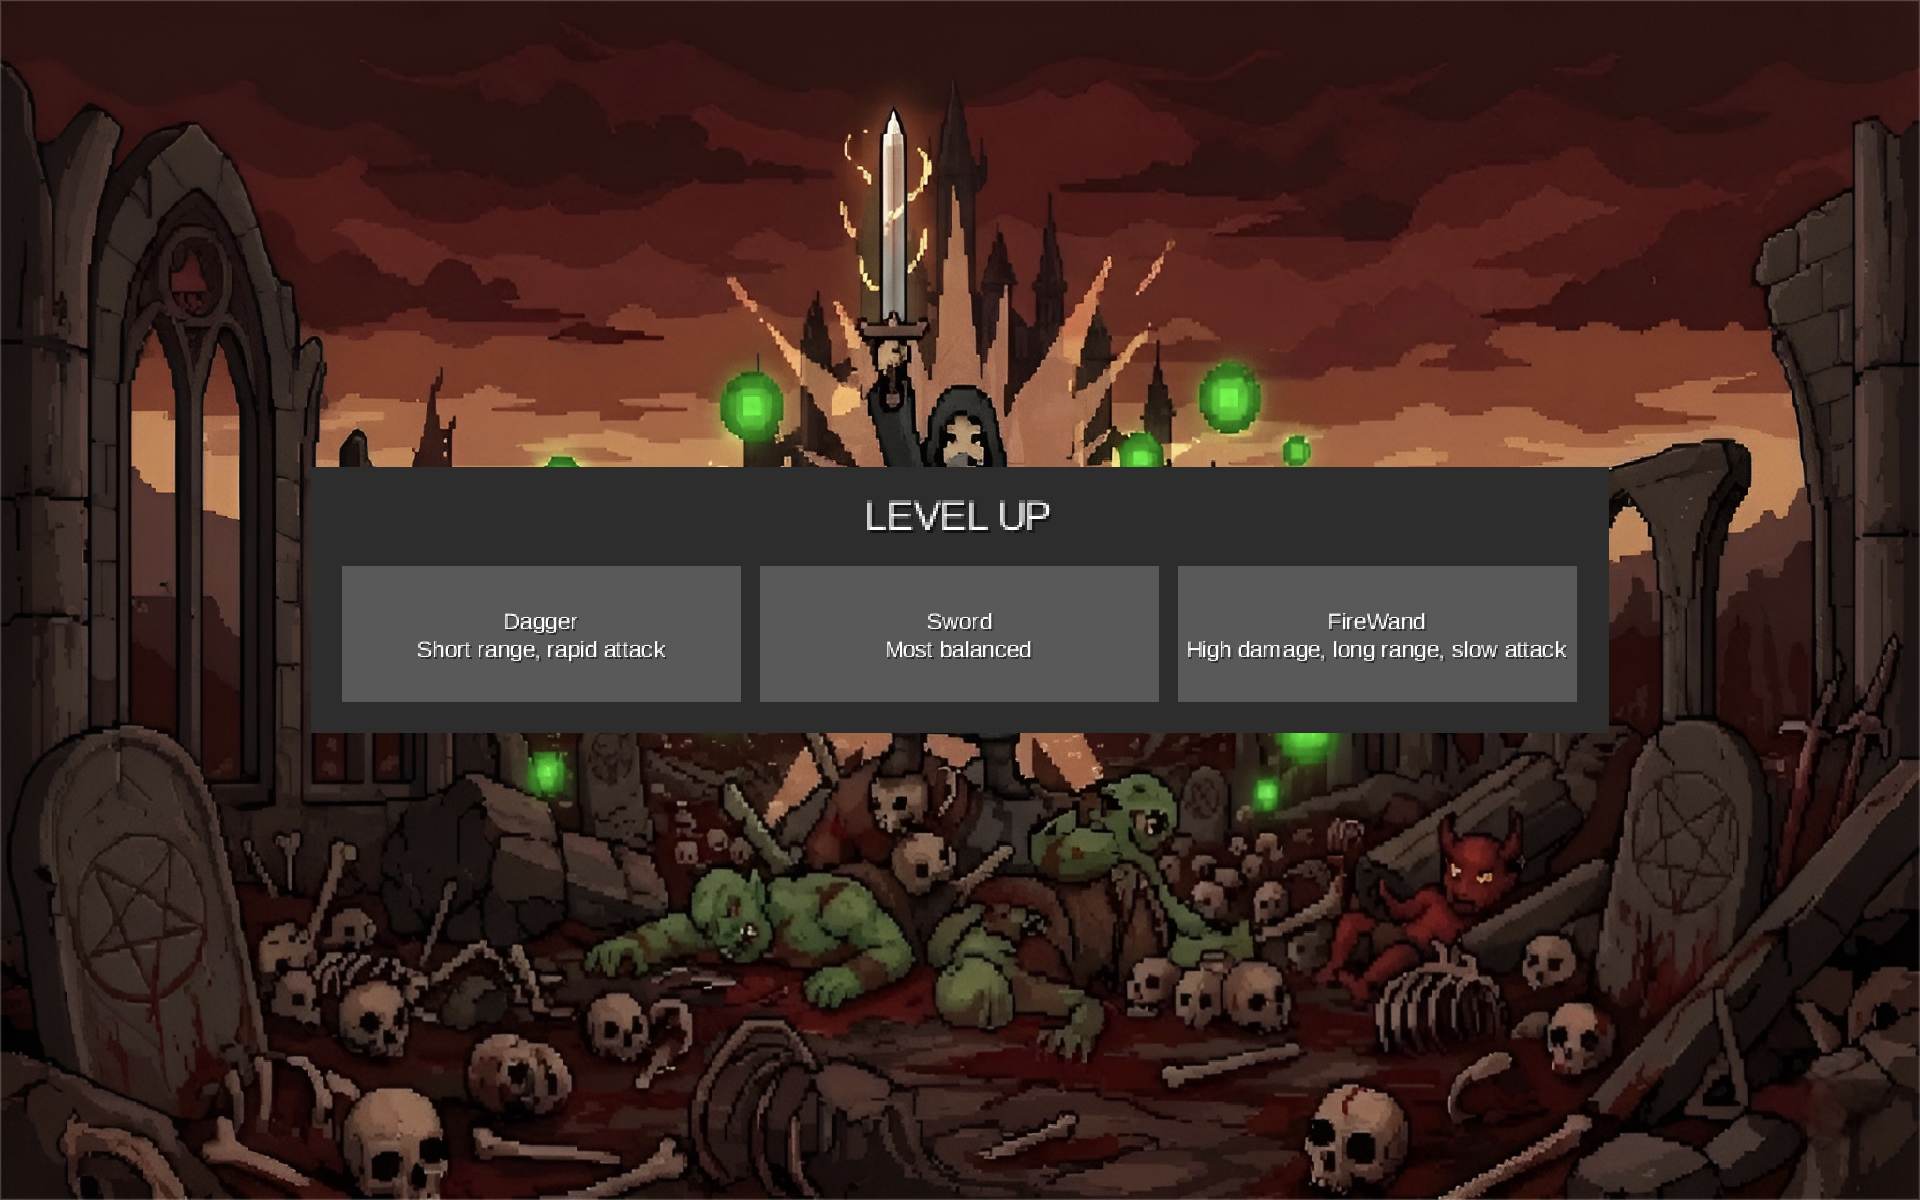 LEVEL UP
Dagger
Short range, rapid attack
Sword
Most balanced
FireWand
High damage, long range, slow attack